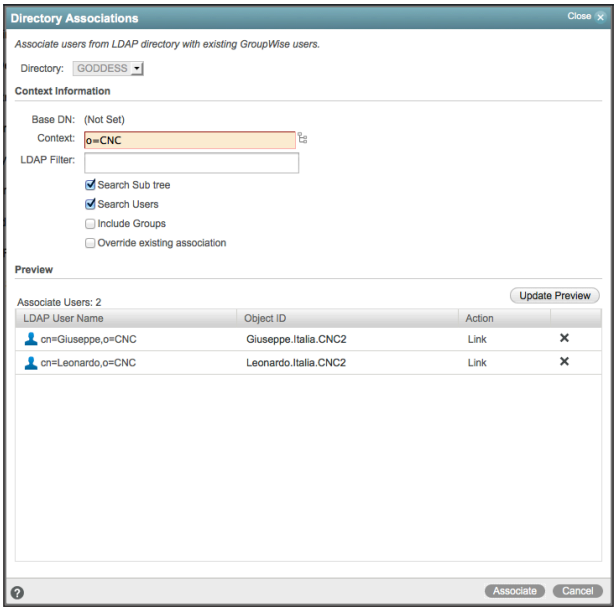 Directory Associations Close x
Associate users from LDAP directory with existing GroupWise users.
Directory: GODDESS
Context Information
Base DN: (Not Set)
Context: o=CNC
LDAP Filter:
Search Sub tree
Search Users
Include Groups
Override existing association
Preview
Update Preview
Associate Users: 2
LDAP User Name Object ID Action
cn=Giuseppe,o=CNC Giuseppe.Italia.CNC2 Link
cn=Leonardo,o=CNC Leonardo.Italia.CNC2 Link
? Associate Cancel